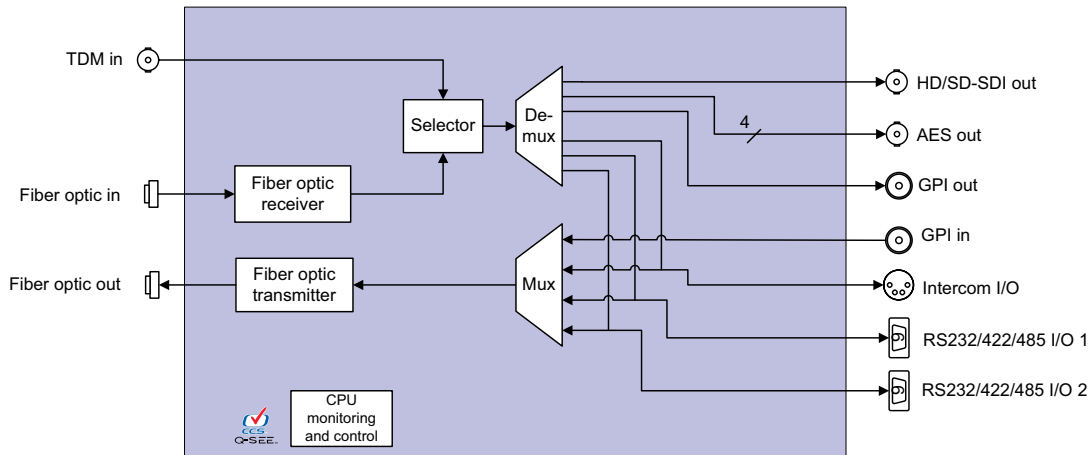 TDM in
HD/SD-SDI out
Selector
De-
mux
4
AES out
Fiber optic in
Fiber optic
receiver
GPI out
GPI in
Fiber optic out
Fiber optic
transmitter
Mux
Intercom I/O
RS232/422/485 I/O 1
RS232/422/485 I/O 2
CPU
monitoring
and control
CCS
Q-SEE™